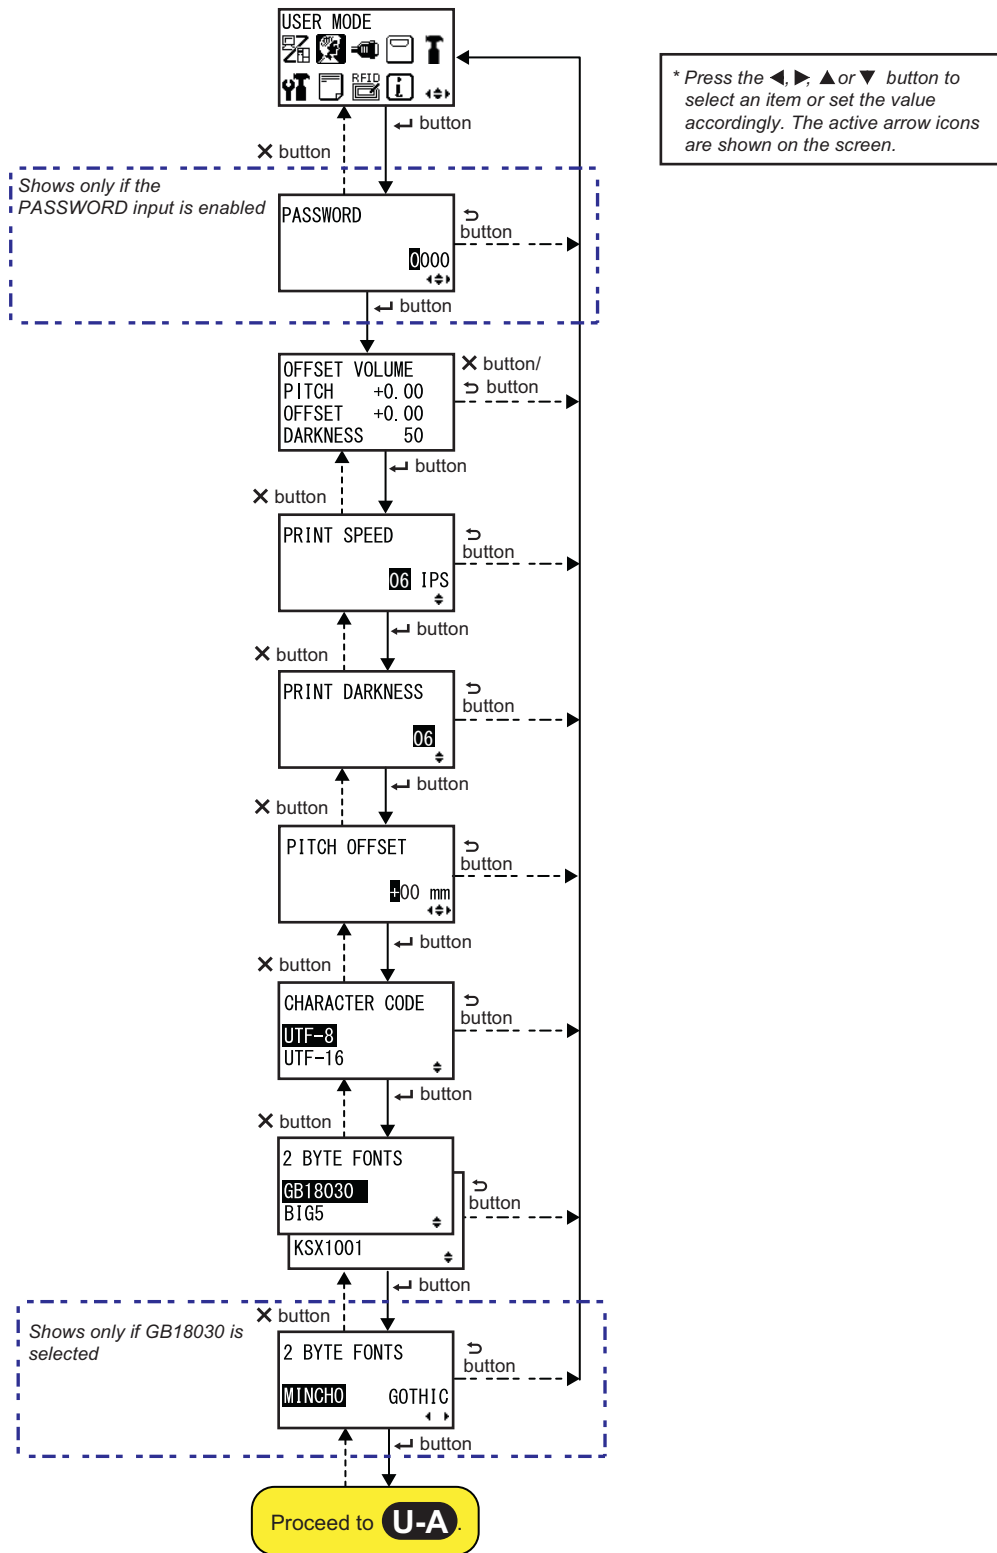 USER MODE
RFID
i
↵ button
✕ button
* Press the ◀, ▶, ▲ or ▼ button to
select an item or set the value
accordingly. The active arrow icons
are shown on the screen.
Shows only if the
PASSWORD input is enabled
PASSWORD
0000
⮌
button
↵ button
OFFSET VOLUME
PITCH +0.00
OFFSET +0.00
DARKNESS 50
✕ button/
⮌ button
↵ button
✕ button
PRINT SPEED
06 IPS
⮌
button
↵ button
✕ button
PRINT DARKNESS
06
⮌
button
↵ button
✕ button
PITCH OFFSET
+00 mm
⮌
button
↵ button
✕ button
CHARACTER CODE
UTF-8
UTF-16
⮌
button
↵ button
✕ button
2 BYTE FONTS
GB18030
BIG5
KSX1001
⮌
button
↵ button
✕ button
Shows only if GB18030 is
selected
2 BYTE FONTS
MINCHO GOTHIC
⮌
button
↵ button
Proceed to U-A.